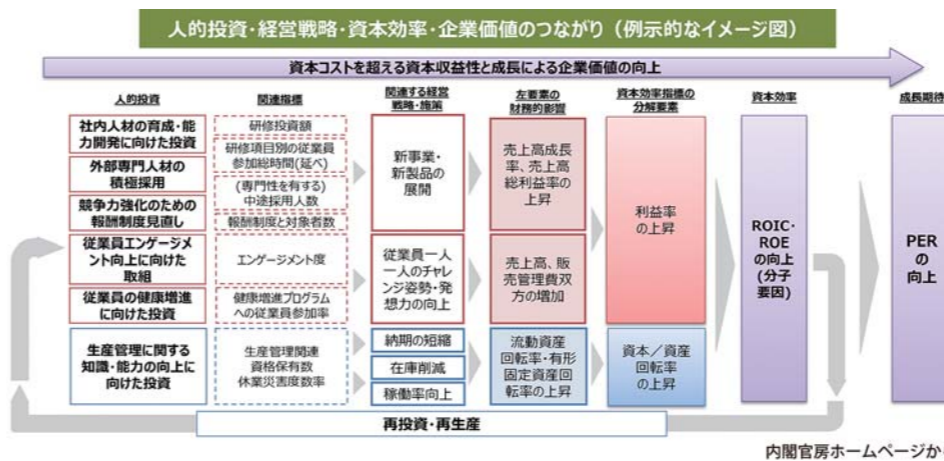 人的投資・経営戦略・資本効率・企業価値のつながり（例示的なイメージ図）
資本コストを超える資本収益性と成長による企業価値の向上
人的投資
社内人材の育成・能
力開発に向けた投資
外部専門人材の
積極採用
競争力強化のための
報酬制度見直し
従業員エンゲージ
メント向上に向けた
取組
従業員の健康増進
に向けた投資
生産管理に関する
知識・能力の向上に
向けた投資
関連指標
研修投資額
研修項目別の従業員
参加総時間(延べ)
(専門性を有する)
中途採用人数
報酬制度と対象者数
エンゲージメント度
健康増進プログラム
への従業員参加率
生産管理関連
資格保有数
休業災害度数率
関連する経営
戦略・施策
新事業・
新製品の
展開
従業員一人
一人のチャレ
ンジ姿勢・発
想力の向上
納期の短縮
在庫削減
稼働率向上
左要素の
財務的影響
売上高成長
率、売上高
総利益率の
上昇
売上高、販
売管理費双
方の増加
流動資産
回転率・有形
固定資産回
転率の上昇
資本効率指標の
分解要素
利益率
の上昇
資本／資産
回転率
の上昇
資本効率
ROIC・
ROE
の向上
(分子
要因)
成長期待
PER
の
向上
再投資・再生産
内閣官房ホームページか